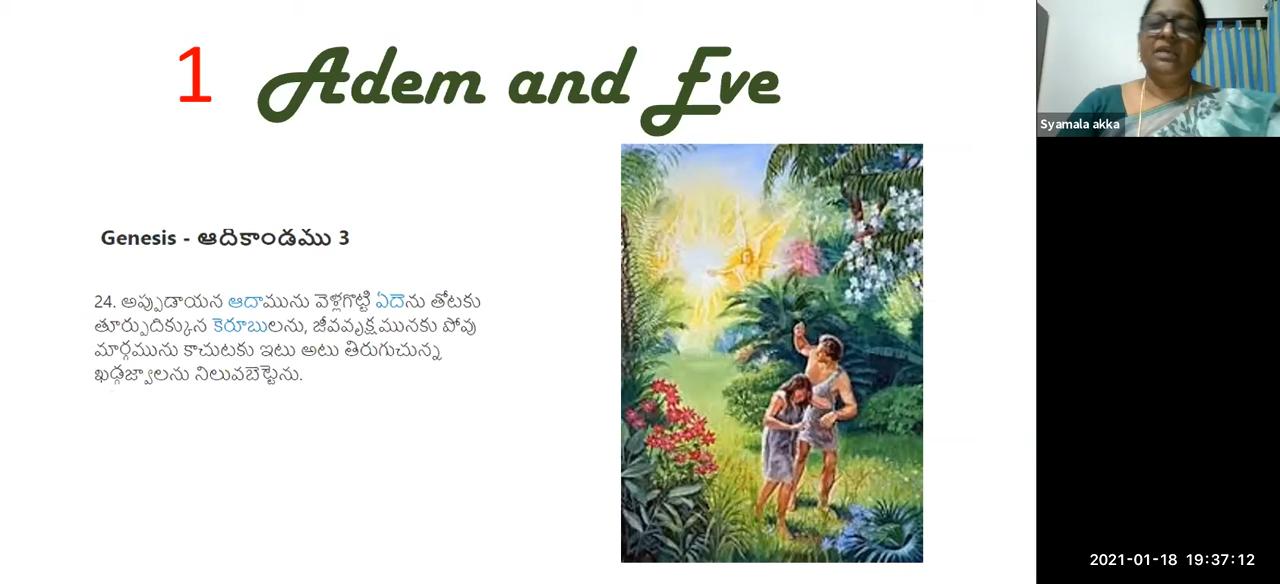 1 Adem and Eve
Syamala akka
Genesis - ఆదికాండము 3
24. అప్పుడాయన ఆదామును వెళ్లగొట్టి ఏదెను తోటకు
తూర్పుదిక్కున కెరూబులను, జీవవృక్షమునకు పోవు
మార్గమును కాచుటకు ఇటు అటు తిరుగుచున్న
ఖడ్గజ్వాలను నిలువబెట్టెను.
2021-01-18 19:37:12